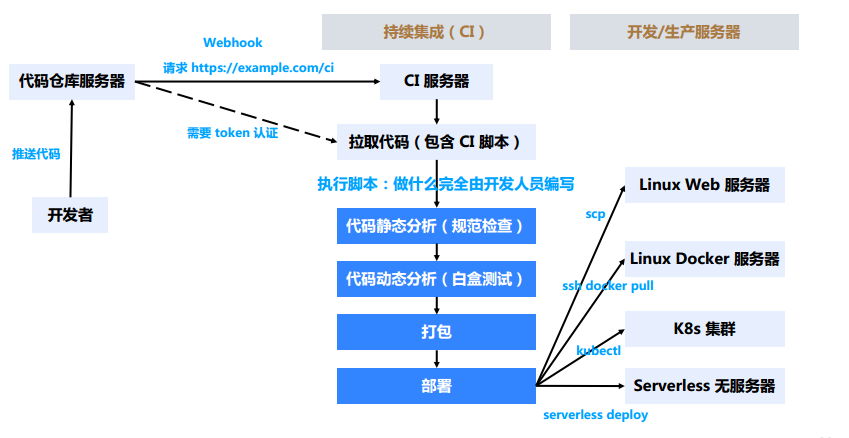 持续集成（CI）
开发/生产服务器
Webhook
请求 https://example.com/ci
代码仓库服务器
CI 服务器
需要 token 认证
拉取代码（包含 CI 脚本）
推送代码
开发者
执行脚本：做什么完全由开发人员编写
代码静态分析（规范检查）
代码动态分析（白盒测试）
打包
部署
scp
Linux Web 服务器
ssh docker pull
Linux Docker 服务器
kubectl
K8s 集群
serverless deploy
Serverless 无服务器